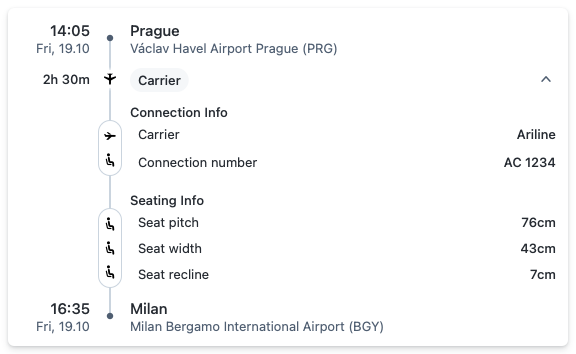 14:05 Prague
Fri, 19.10 Václav Havel Airport Prague (PRG)
2h 30m Carrier
Connection Info
Carrier Ariline
Connection number AC 1234
Seating Info
Seat pitch 76cm
Seat width 43cm
Seat recline 7cm
16:35 Milan
Fri, 19.10 Milan Bergamo International Airport (BGY)